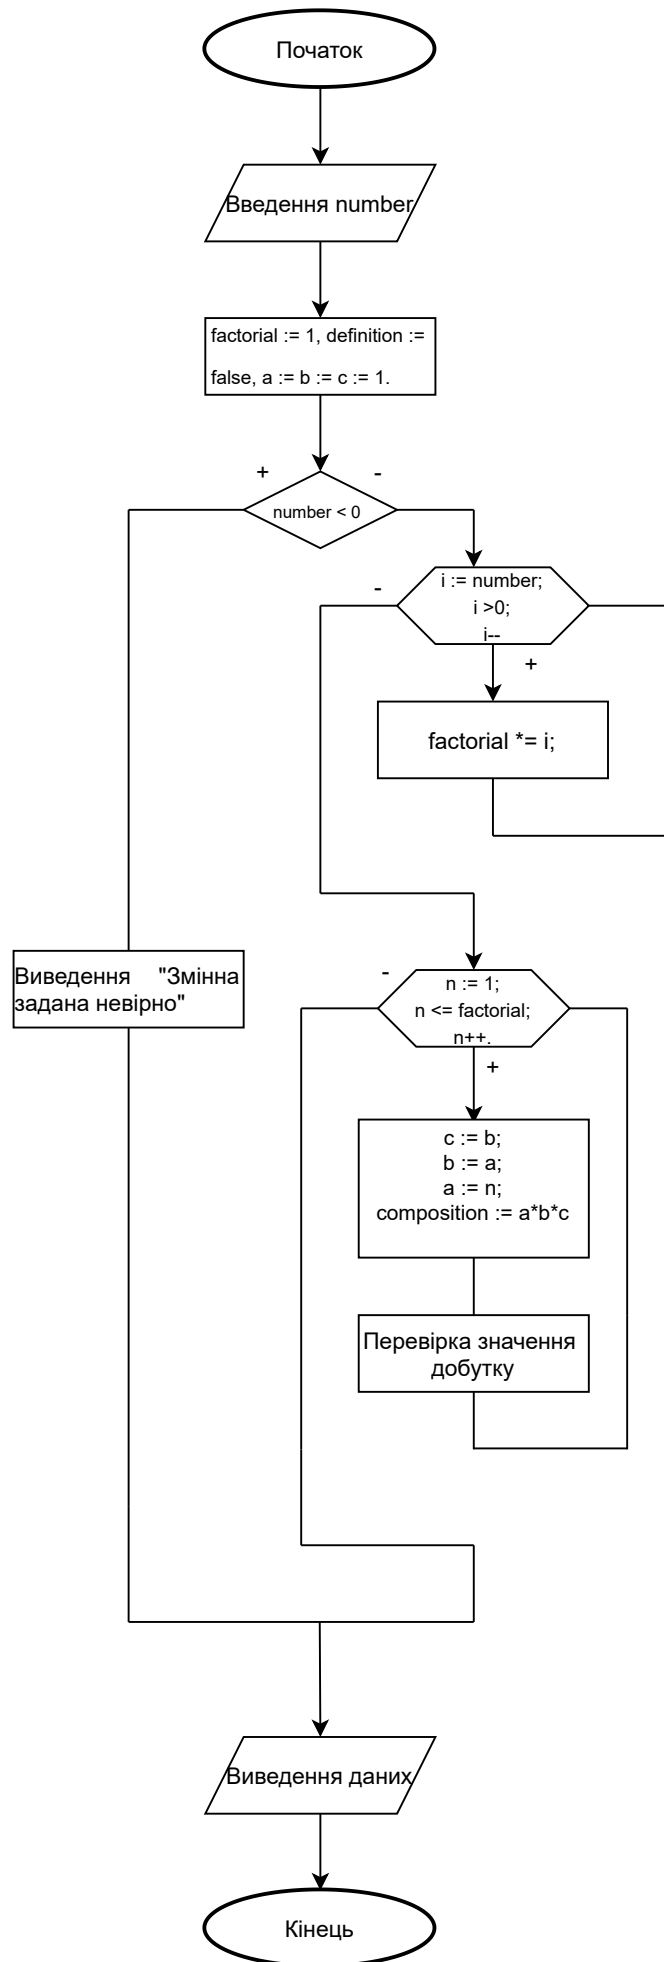 Початок
Введення number
factorial := 1, definition :=
false, a := b := c := 1.
+
-
number < 0
i := number;
i >0;
i--
-
+
factorial *= i;
Виведення "Змінна
задана невірно"
-
n := 1;
n <= factorial;
n++.
+
c := b;
b := a;
a := n;
composition := a*b*c
Перевірка значення
добутку
Виведення даних
Кінець